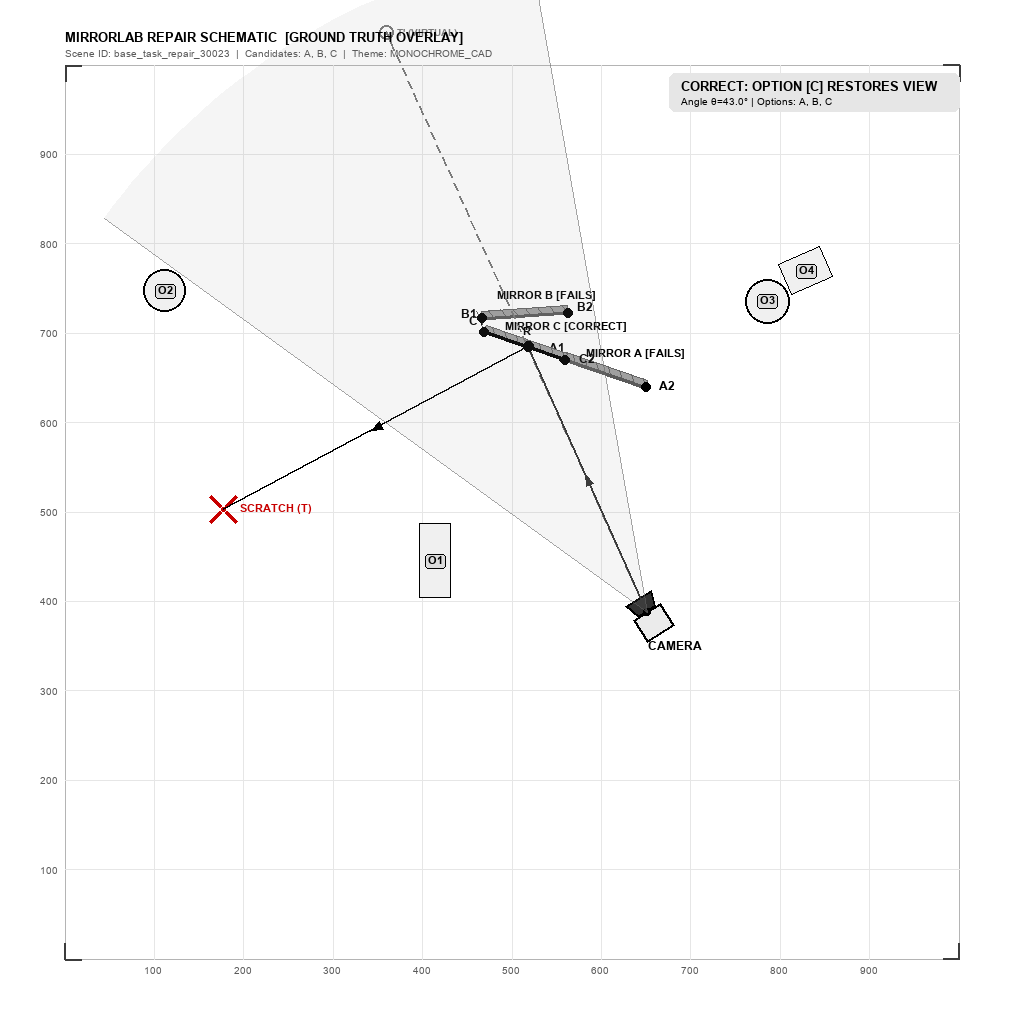 MIRRORLAB REPAIR SCHEMATIC [GROUND TRUTH OVERLAY]
Scene ID: base_task_repair_30023 | Candidates: A, B, C | Theme: MONOCHROME_CAD
CORRECT: OPTION [C] RESTORES VIEW
Angle θ=43.0° | Options: A, B, C
900
800
700
600
500
400
300
200
100
O4
O2
O3
MIRROR B [FAILS]
B1
B2
MIRROR C [CORRECT]
R
A1
C2
MIRROR A [FAILS]
A2
SCRATCH (T)
O1
CAMERA
100
200
300
400
500
600
700
800
900